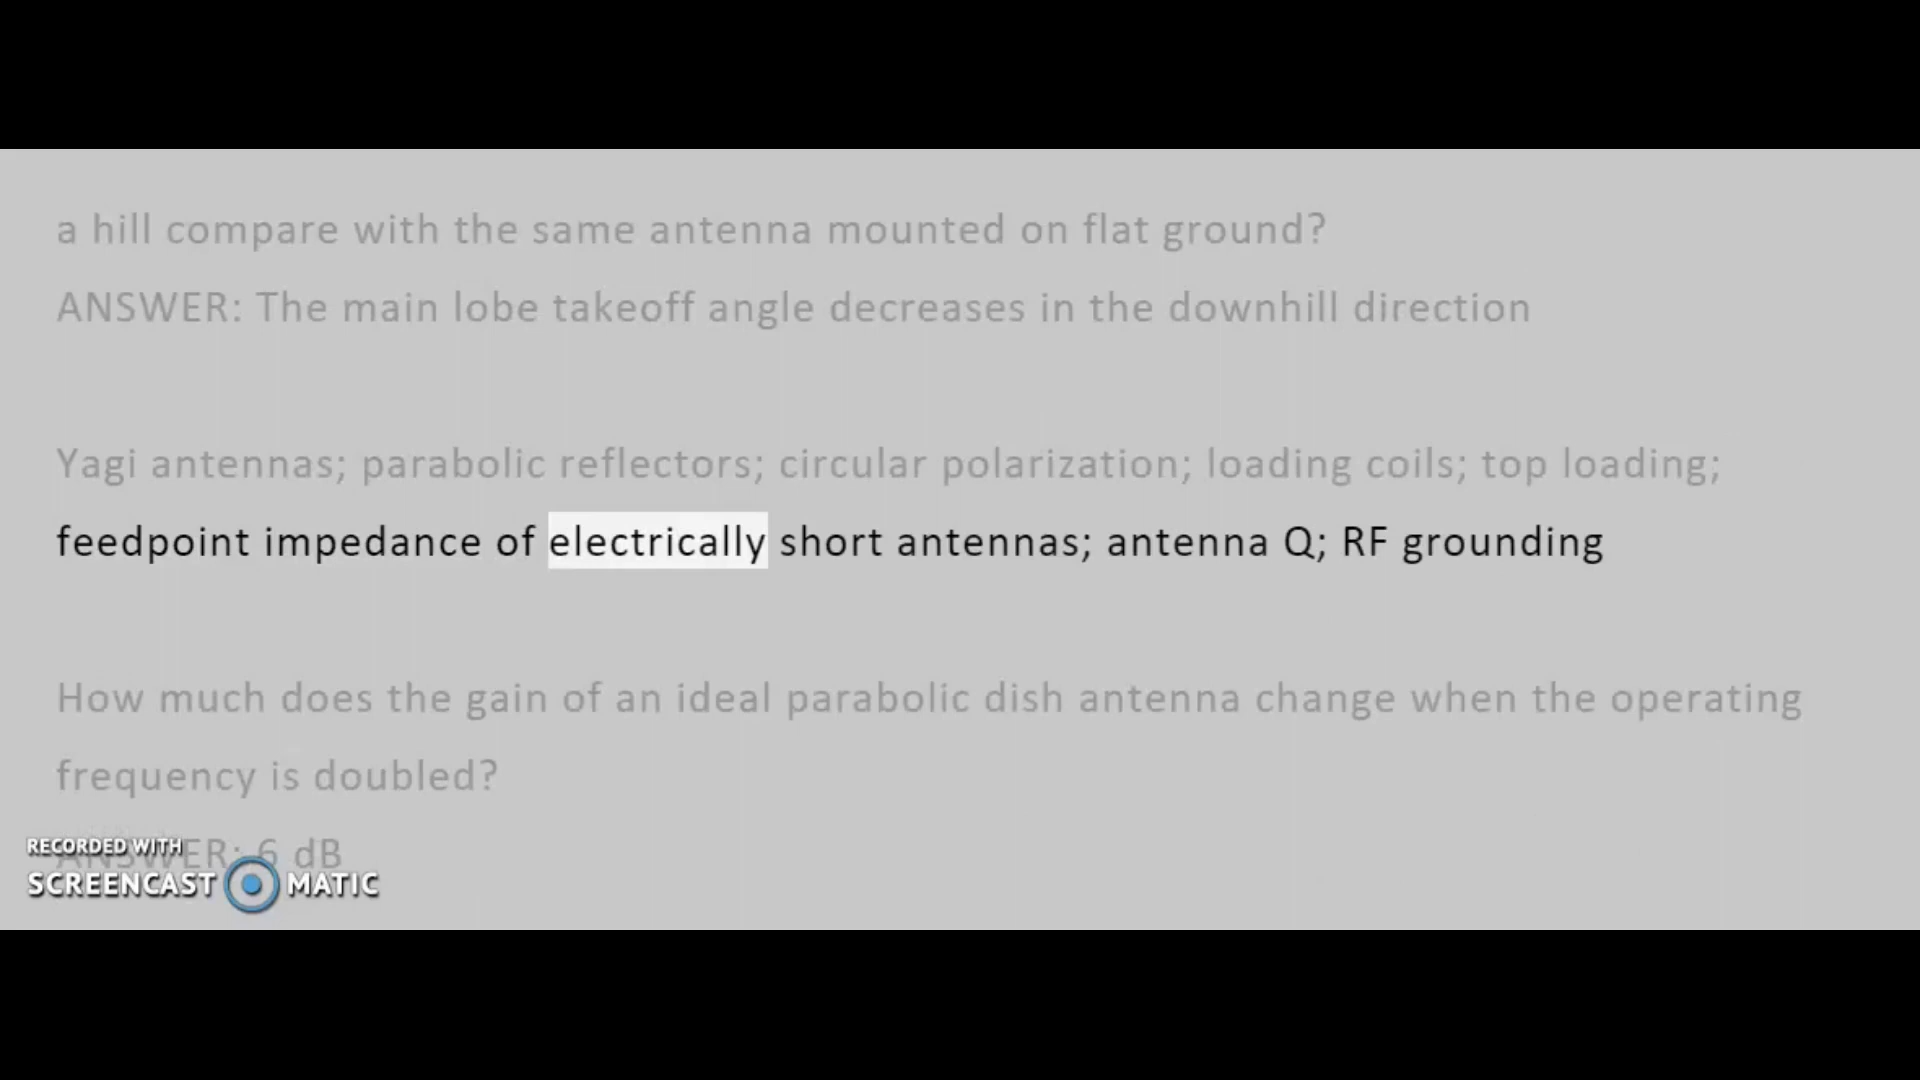 a hill compare with the same antenna mounted on flat ground?
ANSWER: The main lobe takeoff angle decreases in the downhill direction
Yagi antennas; parabolic reflectors; circular polarization; loading coils; top loading;
feedpoint impedance of electrically short antennas; antenna Q; RF grounding
How much does the gain of an ideal parabolic dish antenna change when the operating
frequency is doubled?
ANSWER: 6 dB
RECORDED WITH
SCREENCAST MATIC